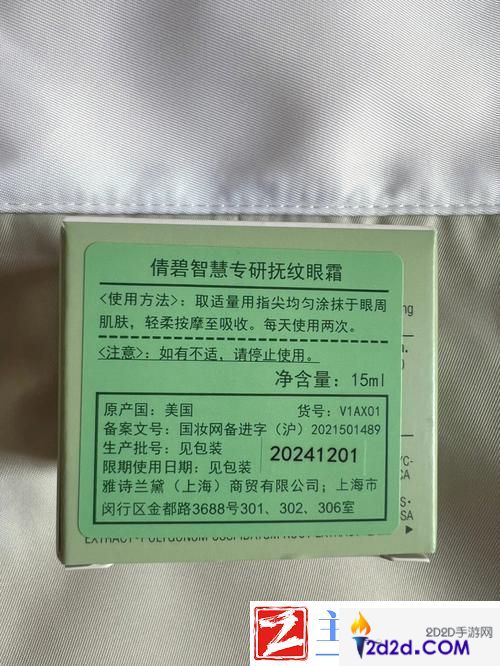 倩碧智慧专研抚纹眼霜
<使用方法>：取适量用指尖均匀涂抹于眼周
肌肤，轻柔按摩至吸收。每天使用两次。
<注意>：如有不适，请停止使用。
净含量：15ml
原产国：美国 货号：V1AX01
备案文号：国妆网备进字（沪）2021501489
生产批号：见包装
限期使用日期：见包装 20241201
雅诗兰黛（上海）商贸有限公司；上海市
闵行区金都路3688号301、302、306室
2D2D手游网
2d2d.com